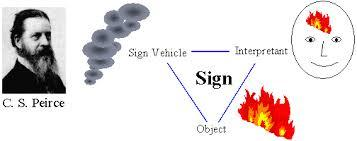 Sign Vehicle
Interpretant
Sign
C. S. Peirce
Object